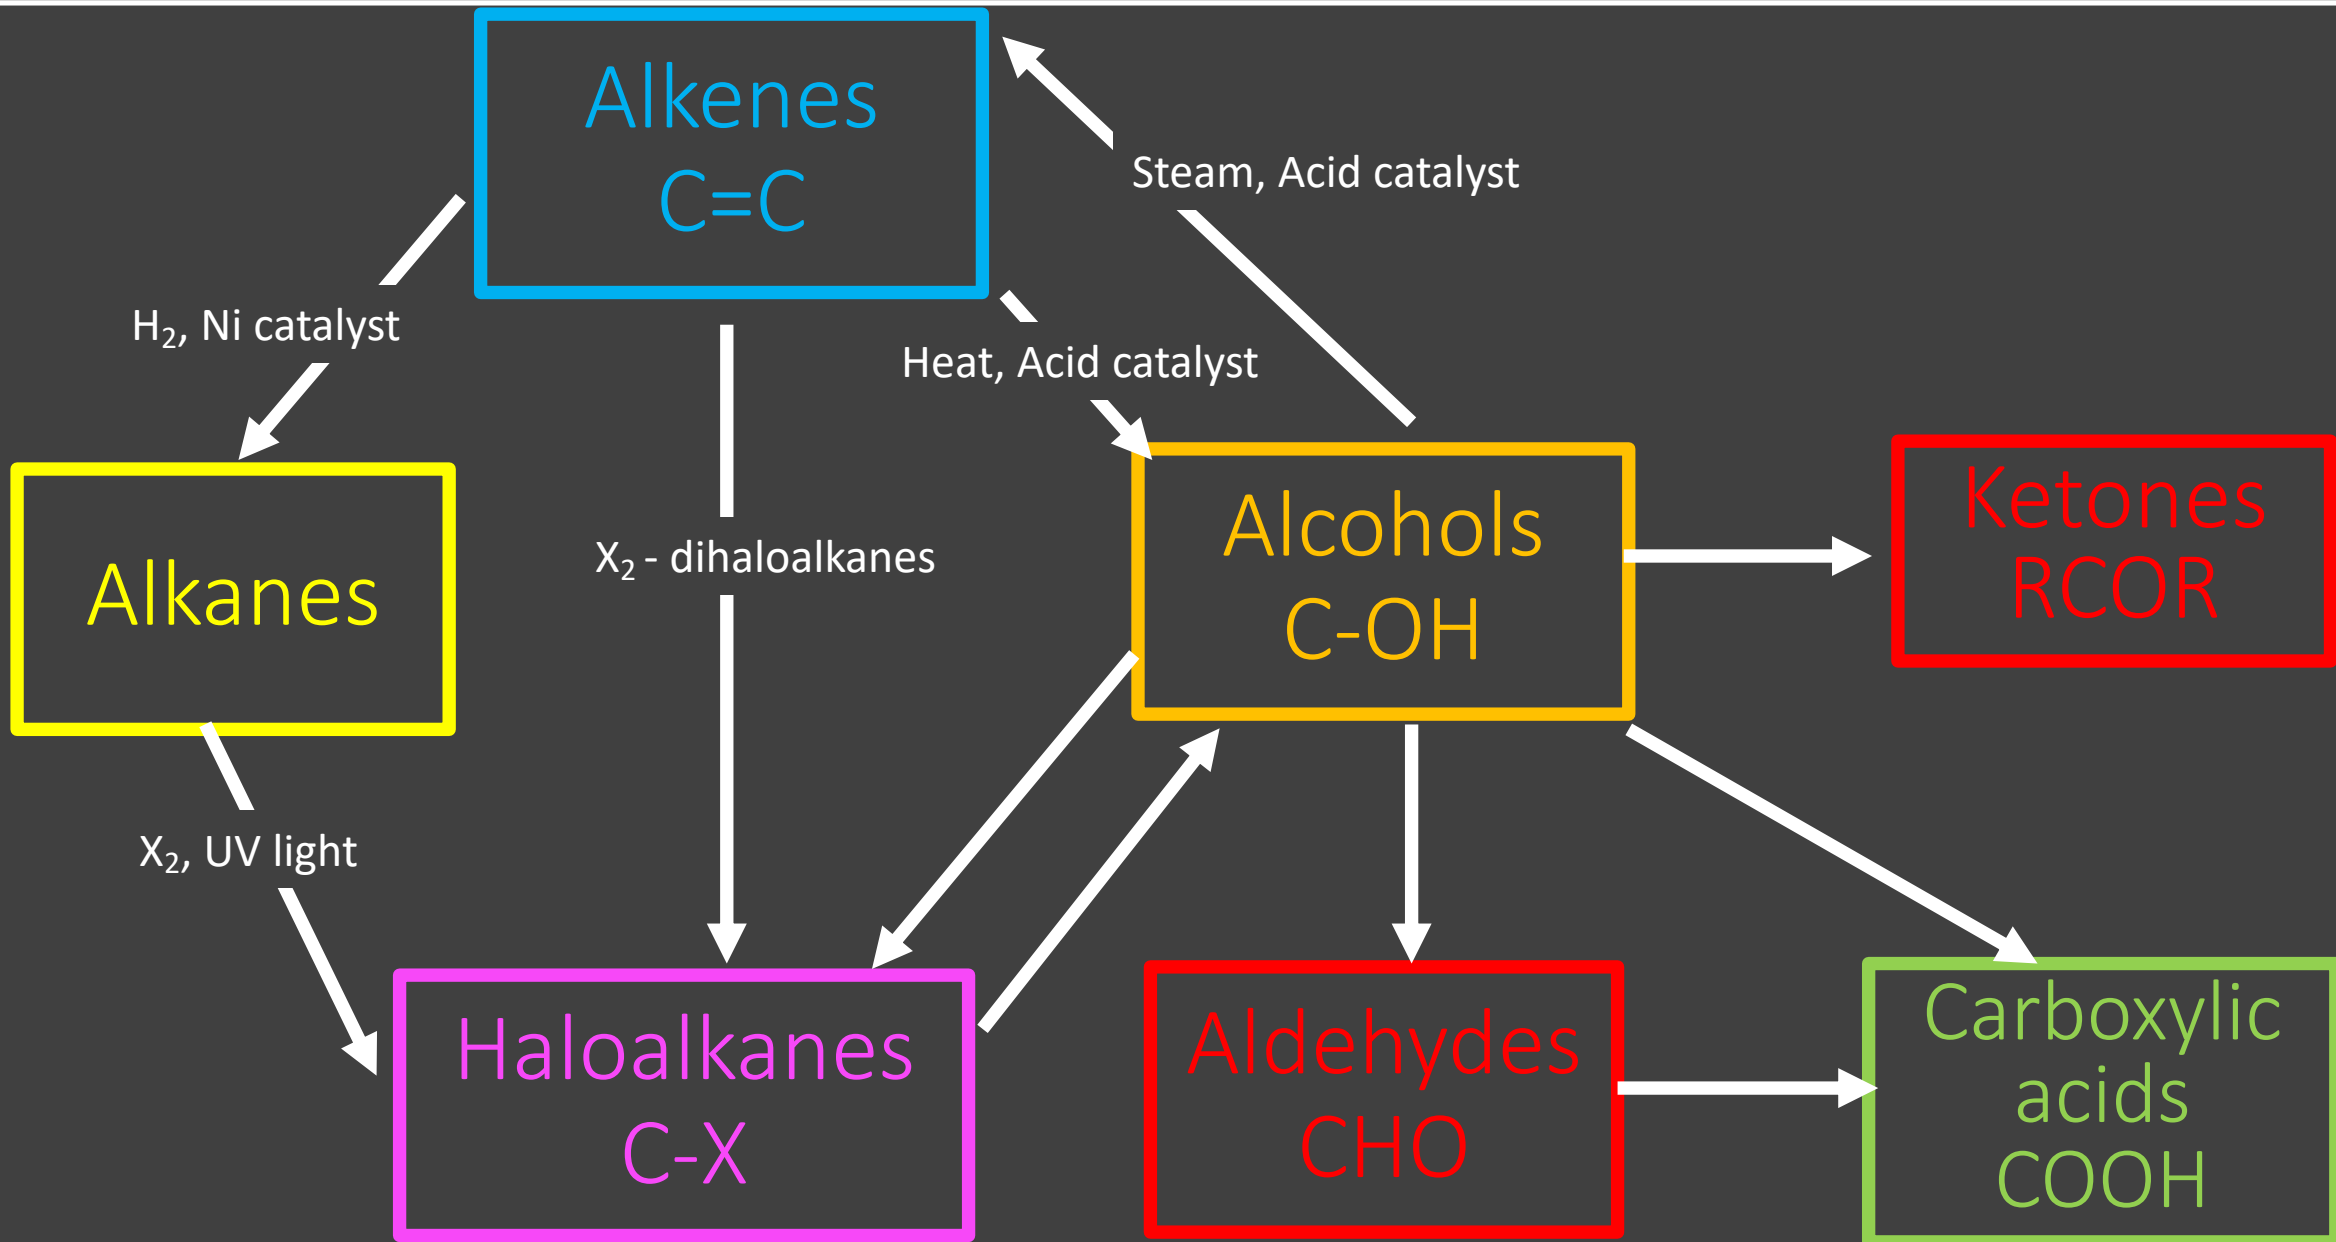 Alkenes
C=C
Steam, Acid catalyst
H₂, Ni catalyst
Heat, Acid catalyst
Alkanes
X₂ - dihaloalkanes
Alcohols
C-OH
Ketones
RCOR
X₂, UV light
Haloalkanes
C-X
Aldehydes
CHO
Carboxylic
acids
COOH